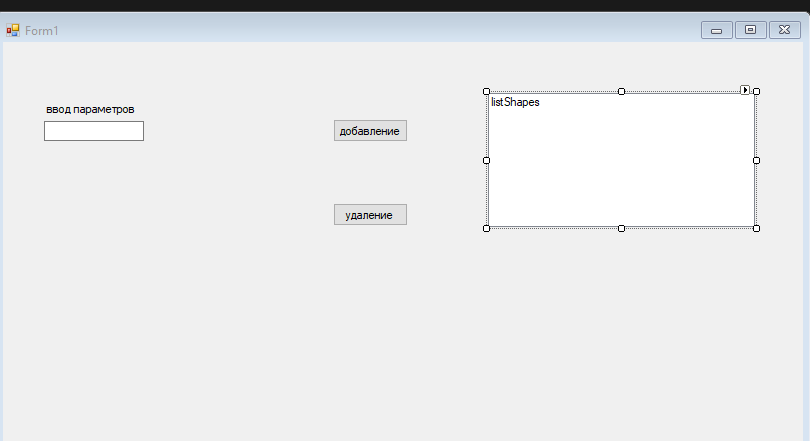 Form1
ввод параметров
listShapes
добавление
удаление